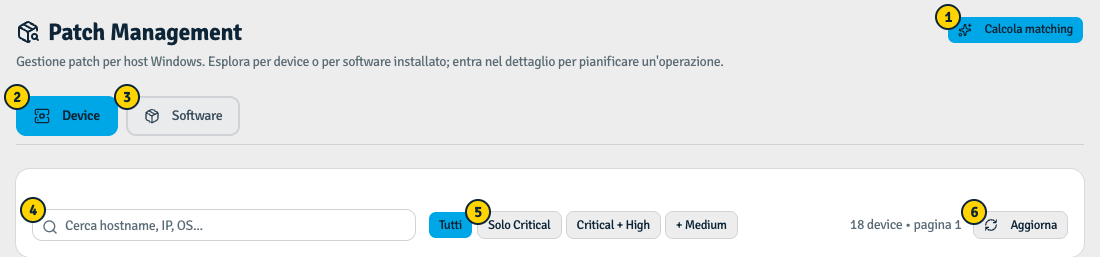 Patch Management
1
Calcola matching
Gestione patch per host Windows. Esplora per device o per software installato; entra nel dettaglio per pianificare un'operazione.
2
Device
3
Software
4
Cerca hostname, IP, OS...
Tutti
5
Solo Critical
Critical + High
+ Medium
18 device • pagina 1
6
Aggiorna